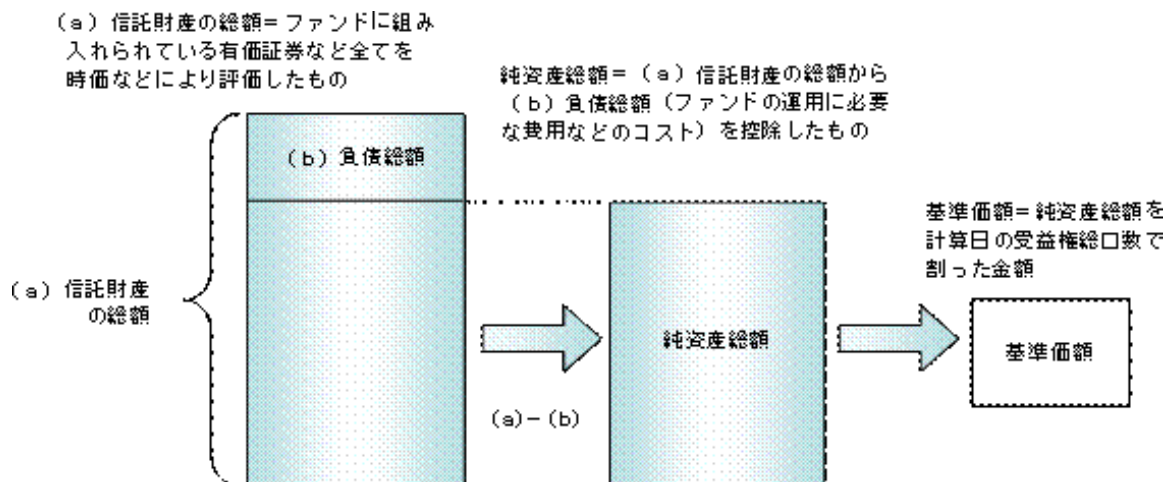 (a) 信託財産の総額=ファンドに組み
入れられている有価証券など全てを
時価などにより評価したもの
純資産総額=(a)信託財産の総額から
(b)負債総額(ファンドの運用に必要
な費用などのコスト)を控除したもの
(b)負債総額
基準価額=純資産総額を
計算日の受益権総口数で
割った金額
(a)信託財産
の総額
純資産総額
基準価額
(a)-(b)